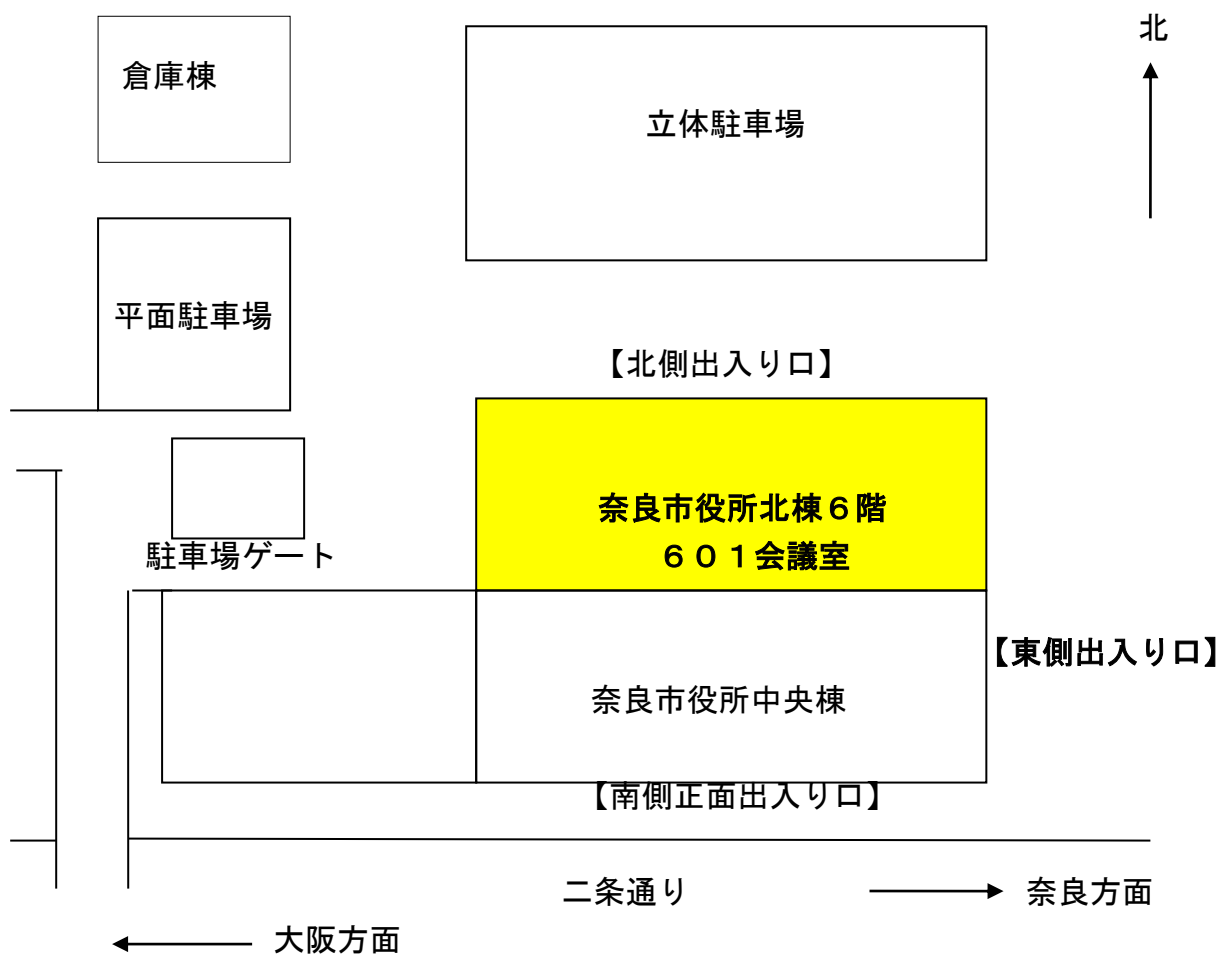 北
倉庫棟
立体駐車場
平面駐車場
【北側出入り口】
奈良市役所北棟６階
６０１会議室
駐車場ゲート
【東側出入り口】
奈良市役所中央棟
【南側正面出入り口】
二条通り
奈良方面
大阪方面